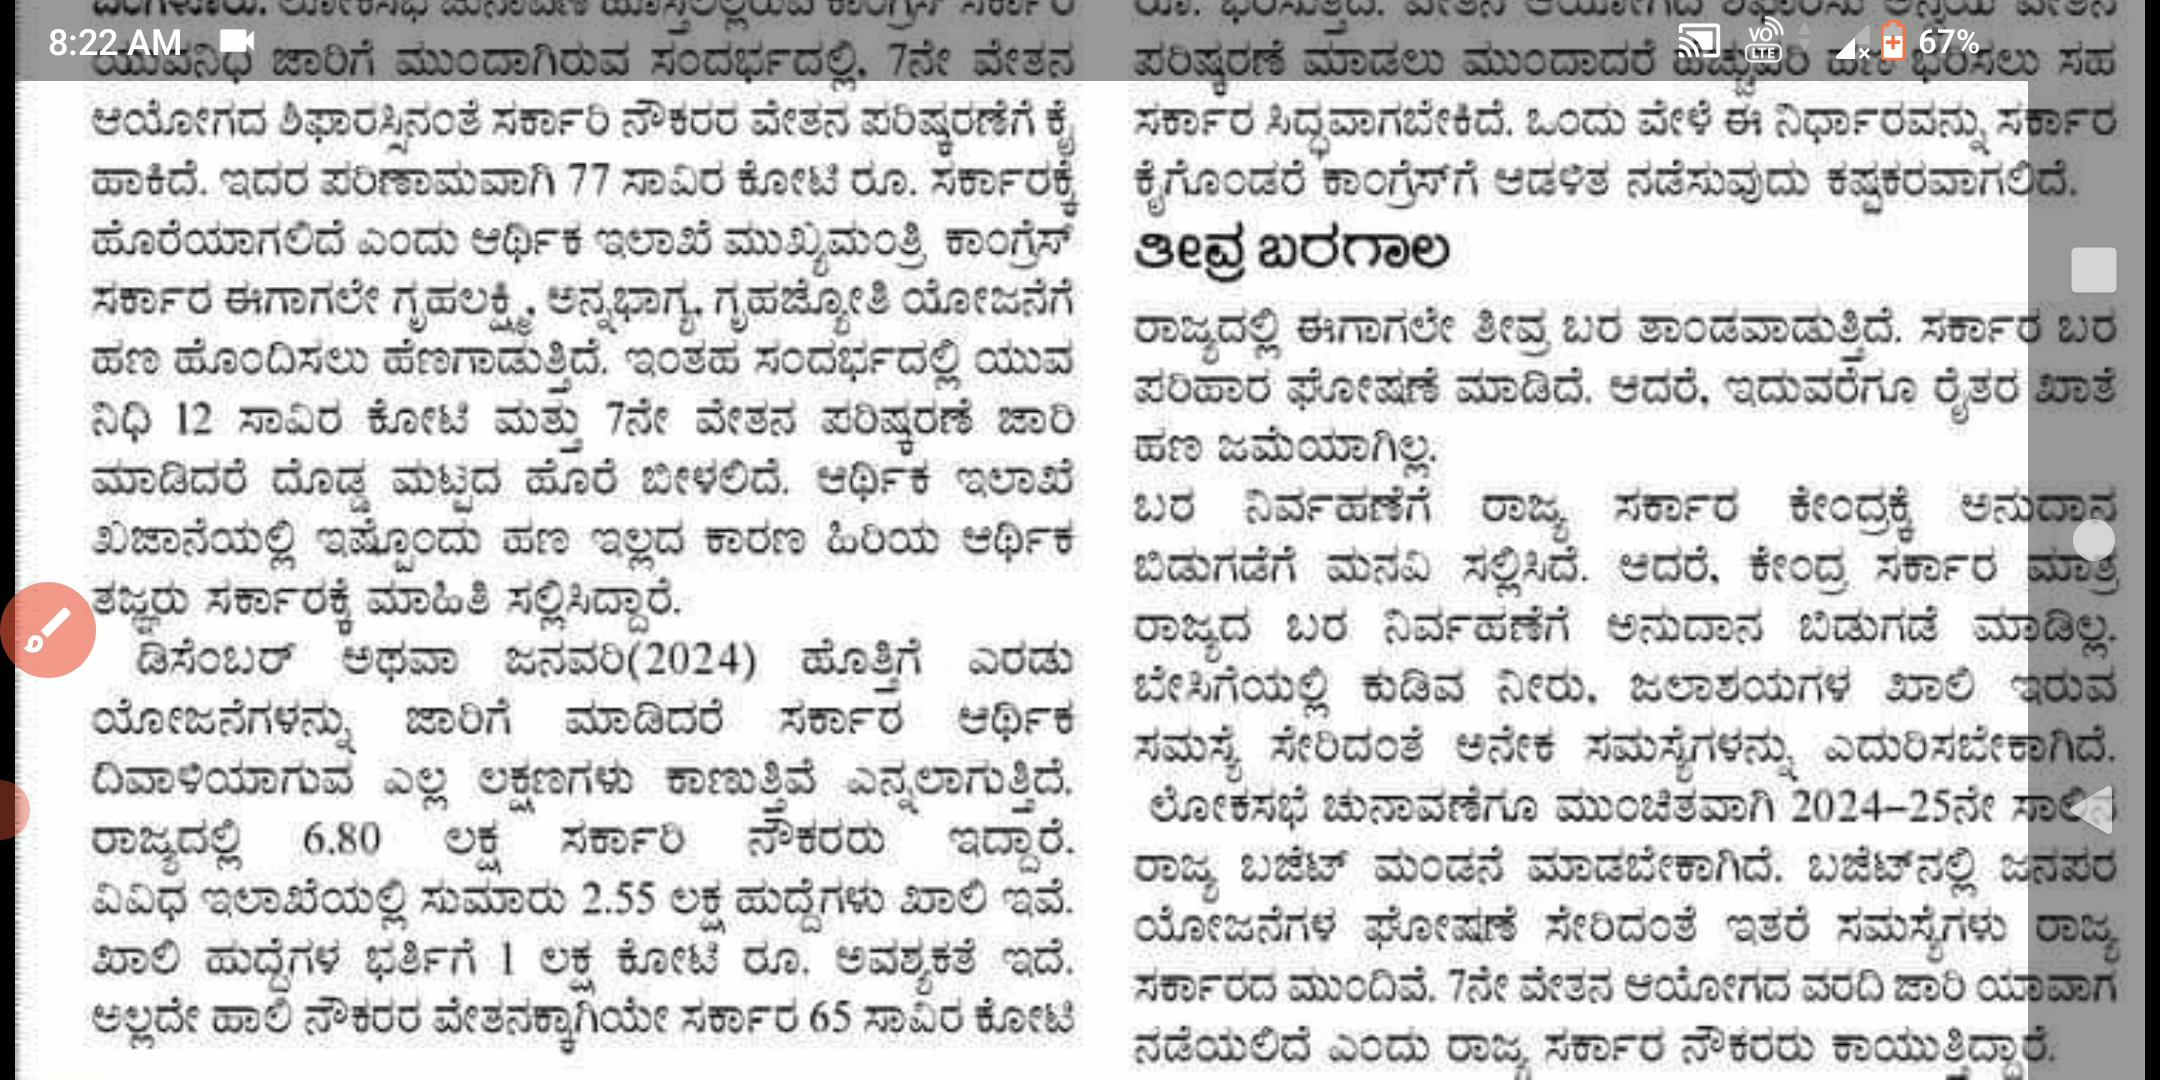 8:22 AM
VO LTE
67%
ಯುವನಿಧಿ ಜಾರಿಗೆ ಮುಂದಾಗಿರುವ ಸಂದರ್ಭದಲ್ಲಿ, 7ನೇ ವೇತನ
ಆಯೋಗದ ಶಿಫಾರಸ್ಸಿನಂತೆ ಸರ್ಕಾರಿ ನೌಕರರ ವೇತನ ಪರಿಷ್ಕರಣೆಗೆ ಕೈ
ಹಾಕಿದೆ. ಇದರ ಪರಿಣಾಮವಾಗಿ 77 ಸಾವಿರ ಕೋಟಿ ರೂ. ಸರ್ಕಾರಕ್ಕೆ
ಹೊರೆಯಾಗಲಿದೆ ಎಂದು ಆರ್ಥಿಕ ಇಲಾಖೆ ಮುಖ್ಯಮಂತ್ರಿ ಕಾಂಗ್ರೆಸ್
ಸರ್ಕಾರ ಈಗಾಗಲೇ ಗೃಹಲಕ್ಷ್ಮಿ, ಅನ್ನಭಾಗ್ಯ, ಗೃಹಜ್ಯೋತಿ ಯೋಜನೆಗೆ
ಹಣ ಹೊಂದಿಸಲು ಹೆಣಗಾಡುತ್ತಿದೆ. ಇಂತಹ ಸಂದರ್ಭದಲ್ಲಿ ಯುವ
ನಿಧಿ 12 ಸಾವಿರ ಕೋಟಿ ಮತ್ತು 7ನೇ ವೇತನ ಪರಿಷ್ಕರಣೆ ಜಾರಿ
ಮಾಡಿದರೆ ದೊಡ್ಡ ಮಟ್ಟದ ಹೊರೆ ಬೀಳಲಿದೆ. ಆರ್ಥಿಕ ಇಲಾಖೆ
ಖಜಾನೆಯಲ್ಲಿ ಇಷ್ಟೊಂದು ಹಣ ಇಲ್ಲದ ಕಾರಣ ಹಿರಿಯ ಆರ್ಥಿಕ
ತಜ್ಞರು ಸರ್ಕಾರಕ್ಕೆ ಮಾಹಿತಿ ಸಲ್ಲಿಸಿದ್ದಾರೆ.
ಡಿಸೆಂಬರ್ ಅಥವಾ ಜನವರಿ(2024) ಹೊತ್ತಿಗೆ ಎರಡು
ಯೋಜನೆಗಳನ್ನು ಜಾರಿಗೆ ಮಾಡಿದರೆ ಸರ್ಕಾರ ಆರ್ಥಿಕ
ದಿವಾಳಿಯಾಗುವ ಎಲ್ಲ ಲಕ್ಷಣಗಳು ಕಾಣುತ್ತಿವೆ ಎನ್ನಲಾಗುತ್ತಿದೆ.
ರಾಜ್ಯದಲ್ಲಿ 6.80 ಲಕ್ಷ ಸರ್ಕಾರಿ ನೌಕರರು ಇದ್ದಾರೆ.
ವಿವಿಧ ಇಲಾಖೆಯಲ್ಲಿ ಸುಮಾರು 2.55 ಲಕ್ಷ ಹುದ್ದೆಗಳು ಖಾಲಿ ಇವೆ.
ಖಾಲಿ ಹುದ್ದೆಗಳ ಭರ್ತಿಗೆ 1 ಲಕ್ಷ ಕೋಟಿ ರೂ. ಅವಶ್ಯಕತೆ ಇದೆ.
ಅಲ್ಲದೇ ಹಾಲಿ ನೌಕರರ ವೇತನಕ್ಕಾಗಿಯೇ ಸರ್ಕಾರ 65 ಸಾವಿರ ಕೋಟಿ
ಪರಿಷ್ಕರಣೆ ಮಾಡಲು ಮುಂದಾದರೆ ಹೆಚ್ಚುವರಿ ಹಣ ಭರಿಸಲು ಸಹ
ಸರ್ಕಾರ ಸಿದ್ಧವಾಗಬೇಕಿದೆ. ಒಂದು ವೇಳೆ ಈ ನಿರ್ಧಾರವನ್ನು ಸರ್ಕಾರ
ಕೈಗೊಂಡರೆ ಕಾಂಗ್ರೆಸ್‌ಗೆ ಆಡಳಿತ ನಡೆಸುವುದು ಕಷ್ಟಕರವಾಗಲಿದೆ.
ತೀವ್ರ ಬರಗಾಲ
ರಾಜ್ಯದಲ್ಲಿ ಈಗಾಗಲೇ ತೀವ್ರ ಬರ ತಾಂಡವಾಡುತ್ತಿದೆ. ಸರ್ಕಾರ ಬರ
ಪರಿಹಾರ ಘೋಷಣೆ ಮಾಡಿದೆ. ಆದರೆ, ಇದುವರೆಗೂ ರೈತರ ಖಾತೆ
ಹಣ ಜಮೆಯಾಗಿಲ್ಲ.
ಬರ ನಿರ್ವಹಣೆಗೆ ರಾಜ್ಯ ಸರ್ಕಾರ ಕೇಂದ್ರಕ್ಕೆ ಅನುದಾನ
ಬಿಡುಗಡೆಗೆ ಮನವಿ ಸಲ್ಲಿಸಿದೆ. ಆದರೆ, ಕೇಂದ್ರ ಸರ್ಕಾರ ಮಾತ್ರ
ರಾಜ್ಯದ ಬರ ನಿರ್ವಹಣೆಗೆ ಅನುದಾನ ಬಿಡುಗಡೆ ಮಾಡಿಲ್ಲ.
ಬೇಸಿಗೆಯಲ್ಲಿ ಕುಡಿವ ನೀರು, ಜಲಾಶಯಗಳ ಖಾಲಿ ಇರುವ
ಸಮಸ್ಯೆ ಸೇರಿದಂತೆ ಅನೇಕ ಸಮಸ್ಯೆಗಳನ್ನು ಎದುರಿಸಬೇಕಾಗಿದೆ.
ಲೋಕಸಭೆ ಚುನಾವಣೆಗೂ ಮುಂಚಿತವಾಗಿ 2024–25ನೇ ಸಾಲಿನ
ರಾಜ್ಯ ಬಜೆಟ್ ಮಂಡನೆ ಮಾಡಬೇಕಾಗಿದೆ. ಬಜೆಟ್‌ನಲ್ಲಿ ಜನಪರ
ಯೋಜನೆಗಳ ಘೋಷಣೆ ಸೇರಿದಂತೆ ಇತರೆ ಸಮಸ್ಯೆಗಳು ರಾಜ್ಯ
ಸರ್ಕಾರದ ಮುಂದಿವೆ. 7ನೇ ವೇತನ ಆಯೋಗದ ವರದಿ ಜಾರಿ ಯಾವಾಗ
ನಡೆಯಲಿದೆ ಎಂದು ರಾಜ್ಯ ಸರ್ಕಾರ ನೌಕರರು ಕಾಯುತ್ತಿದ್ದಾರೆ.